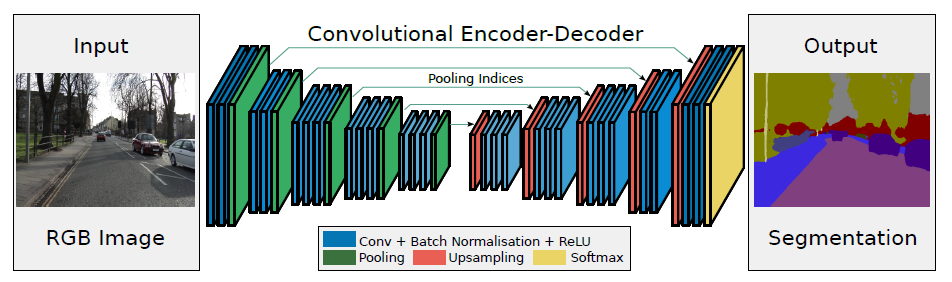 Input
RGB Image
Convolutional Encoder-Decoder
Pooling Indices
Conv + Batch Normalisation + ReLU
Pooling Upsampling Softmax
Output
Segmentation